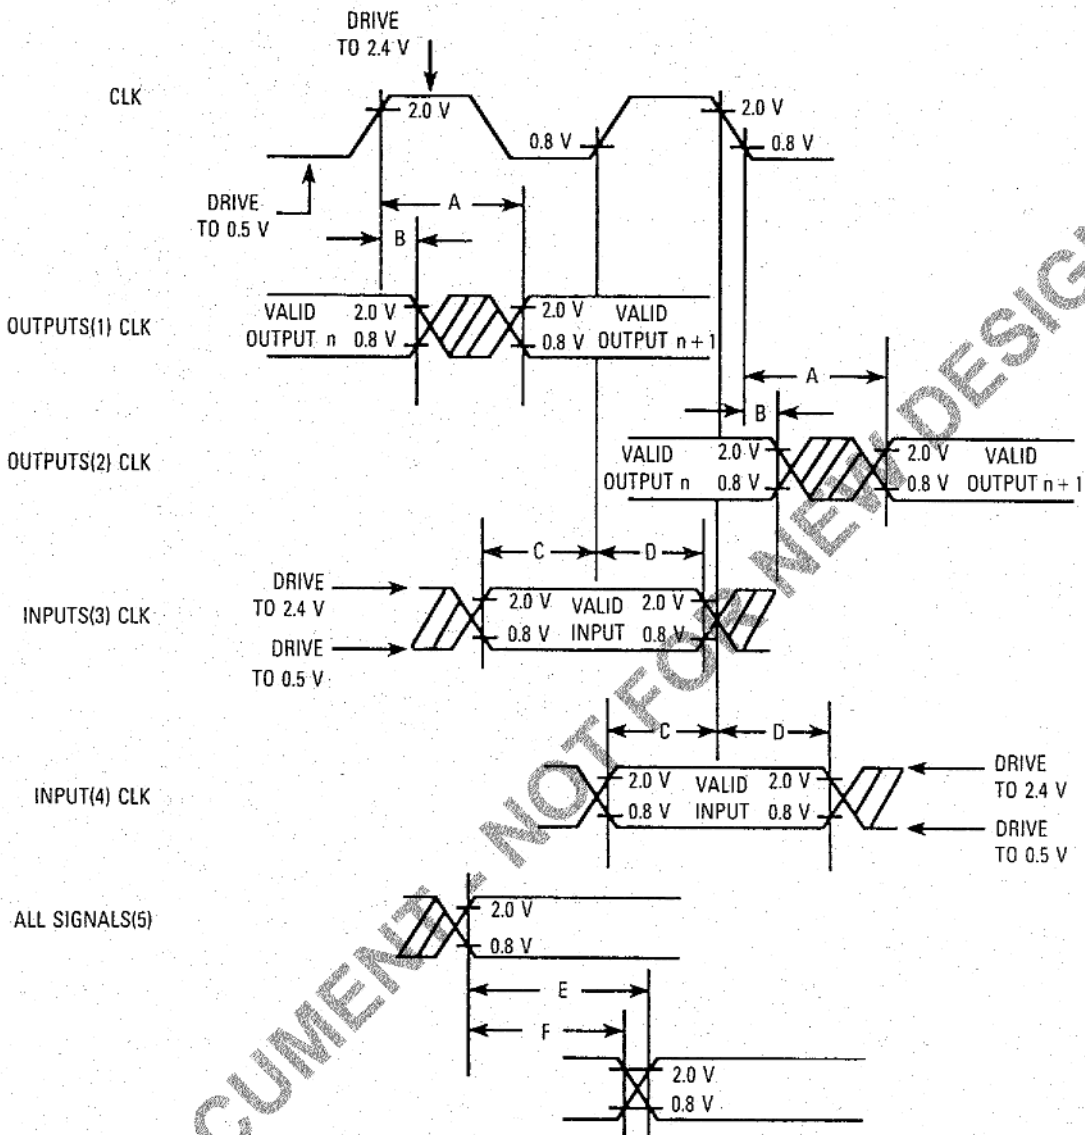 DRIVE
TO 2.4 V
CLK
2.0 V
0.8 V
2.0 V
0.8 V
DRIVE
TO 0.5 V
A
B
OUTPUTS(1) CLK
VALID
OUTPUT n
2.0 V
0.8 V
2.0 V
0.8 V
VALID
OUTPUT n + 1
A
B
OUTPUTS(2) CLK
VALID
OUTPUT n
2.0 V
0.8 V
2.0 V
0.8 V
VALID
OUTPUT n + 1
C
D
INPUTS(3) CLK
DRIVE
TO 2.4 V
DRIVE
TO 0.5 V
2.0 V
0.8 V
VALID
INPUT
2.0 V
0.8 V
C
D
INPUT(4) CLK
2.0 V
0.8 V
VALID
INPUT
2.0 V
0.8 V
DRIVE
TO 2.4 V
DRIVE
TO 0.5 V
ALL SIGNALS(5)
2.0 V
0.8 V
E
F
2.0 V
0.8 V
CUMENT - NOT FOR NEW DESIG